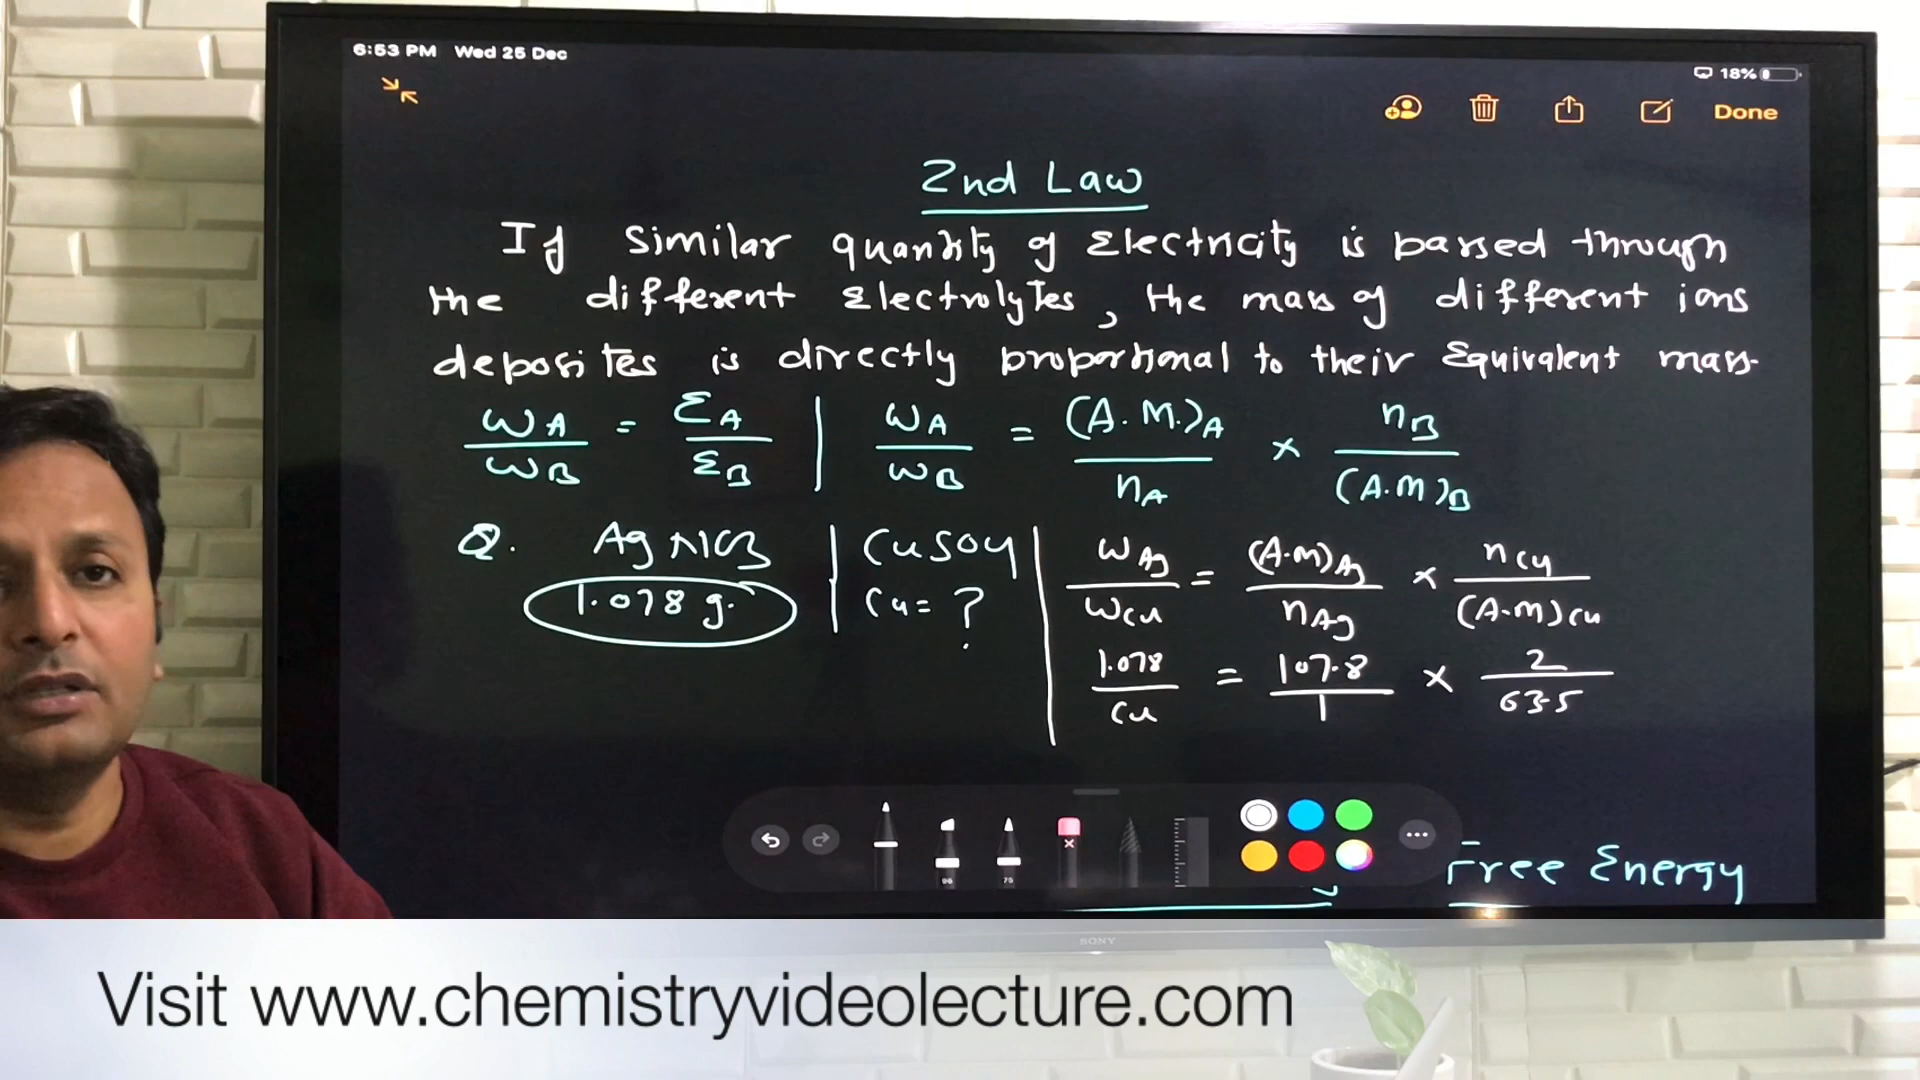 6:53 PM Wed 25 Dec
18%
Done
2nd Law
If Similar quantity of Electricity is passed through
the different Electrolytes, the mass of different ions
deposites is directly proportional to their Equivalent mass
WA/WB = EA/EB | WA/WB = (A.M.)A/nA × nB/(A.M)B
Q. AgNO3 | CuSO4 | WAg/WCu = (A.M)Ag/nAg × nCu/(A.M)Cu
1.078 g. | Cu = ?
1.078/Cu = 107.8/1 × 2/63.5
96 75
Free Energy
SONY
Visit www.chemistryvideolecture.com